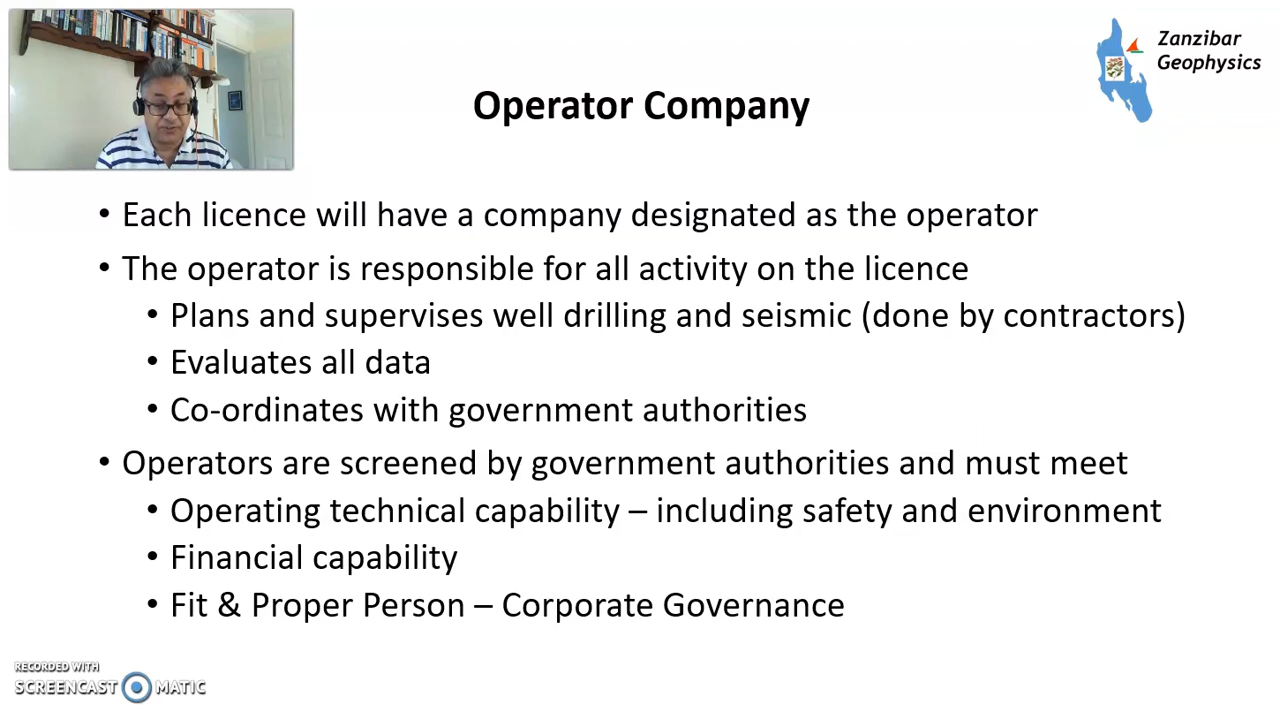 Zanzibar
Geophysics
Operator Company
• Each licence will have a company designated as the operator
• The operator is responsible for all activity on the licence
• Plans and supervises well drilling and seismic (done by contractors)
• Evaluates all data
• Co-ordinates with government authorities
• Operators are screened by government authorities and must meet
• Operating technical capability – including safety and environment
• Financial capability
• Fit & Proper Person – Corporate Governance
RECORDED WITH
SCREENCAST MATIC